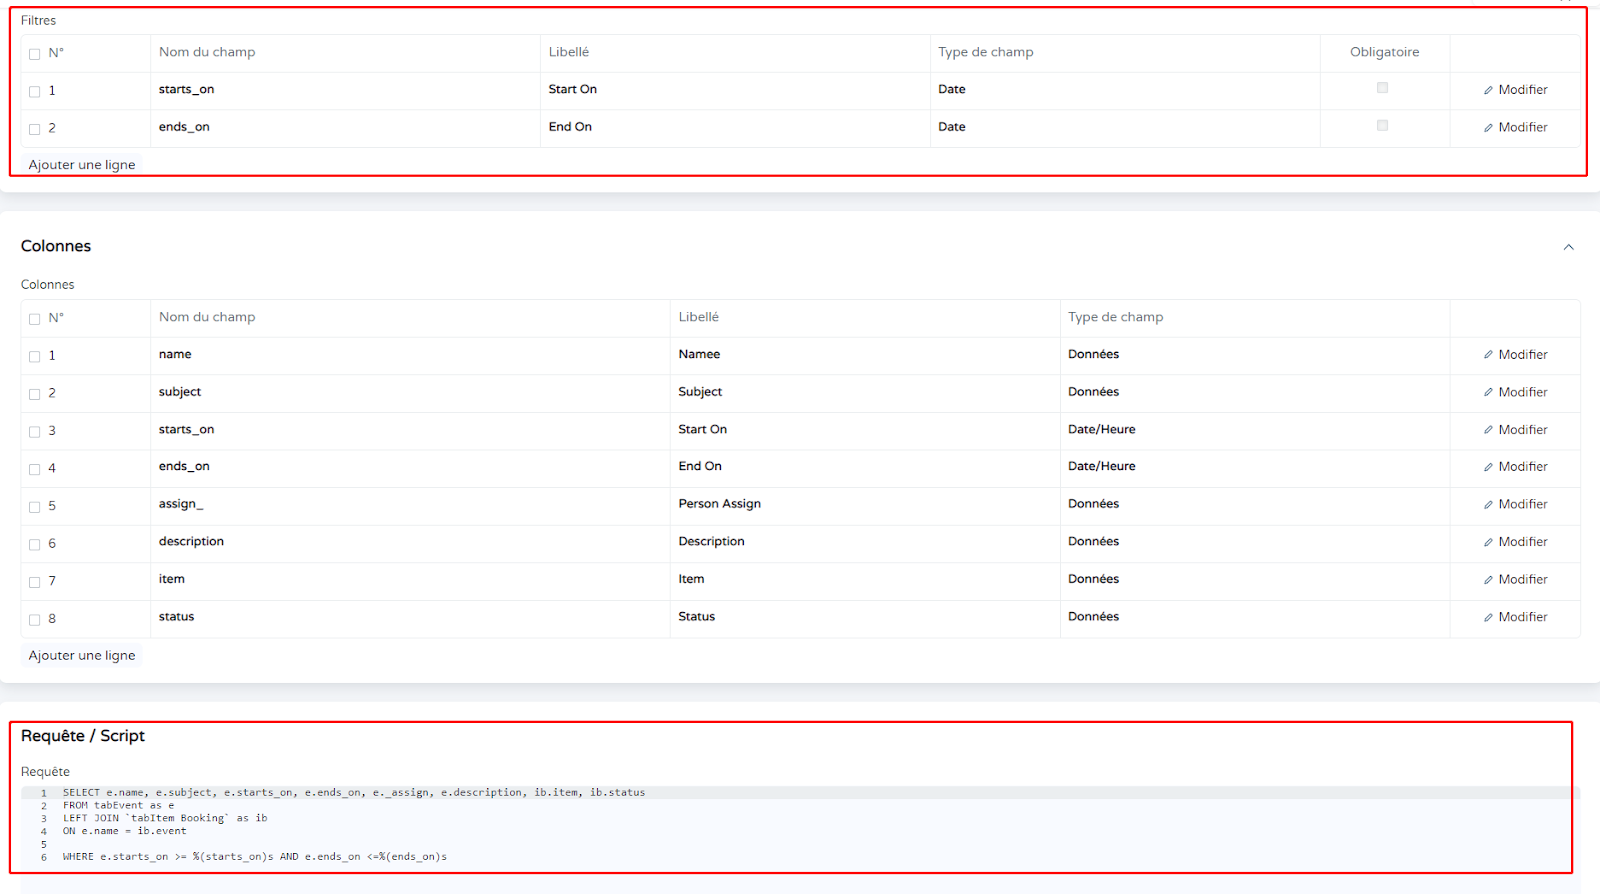 Filtres
N° Nom du champ Libellé Type de champ Obligatoire
1 starts_on Start On Date Modifier
2 ends_on End On Date Modifier
Ajouter une ligne
Colonnes
Colonnes
N° Nom du champ Libellé Type de champ
1 name Namee Données Modifier
2 subject Subject Données Modifier
3 starts_on Start On Date/Heure Modifier
4 ends_on End On Date/Heure Modifier
5 assign_ Person Assign Données Modifier
6 description Description Données Modifier
7 item Item Données Modifier
8 status Status Données Modifier
Ajouter une ligne
Requête / Script
Requête
1 SELECT e.name, e.subject, e.starts_on, e.ends_on, e._assign, e.description, ib.item, ib.status
2 FROM tabEvent as e
3 LEFT JOIN `tabItem Booking` as ib
4 ON e.name = ib.event
5
6 WHERE e.starts_on >= %(starts_on)s AND e.ends_on <=%(ends_on)s